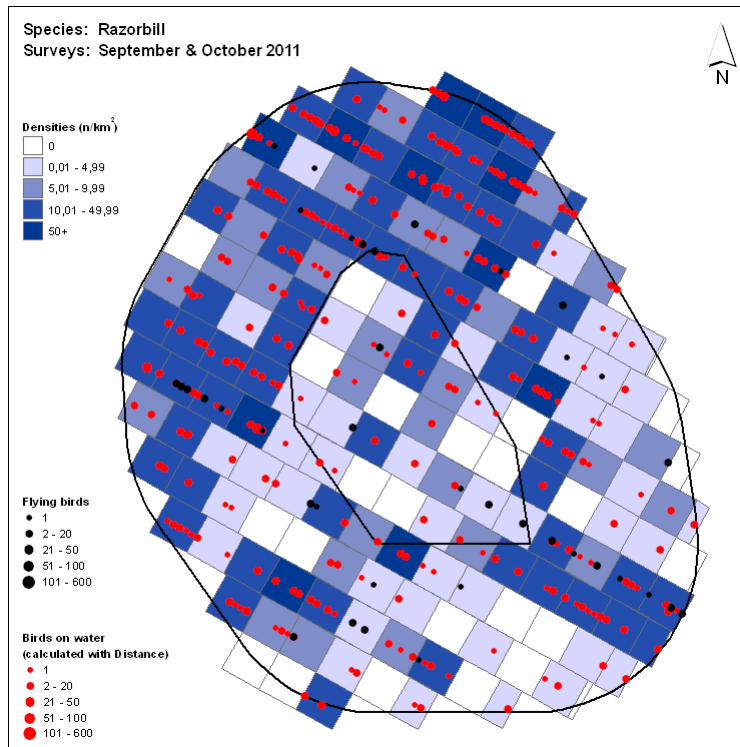 Species: Razorbill
Surveys: September & October 2011
N
Densities (n/km²)
0
0,01 - 4,99
5,01 - 9,99
10,01 - 49,99
50+
Flying birds
1
2 - 20
21 - 50
51 - 100
101 - 600
Birds on water
(calculated with Distance)
1
2 - 20
21 - 50
51 - 100
101 - 600